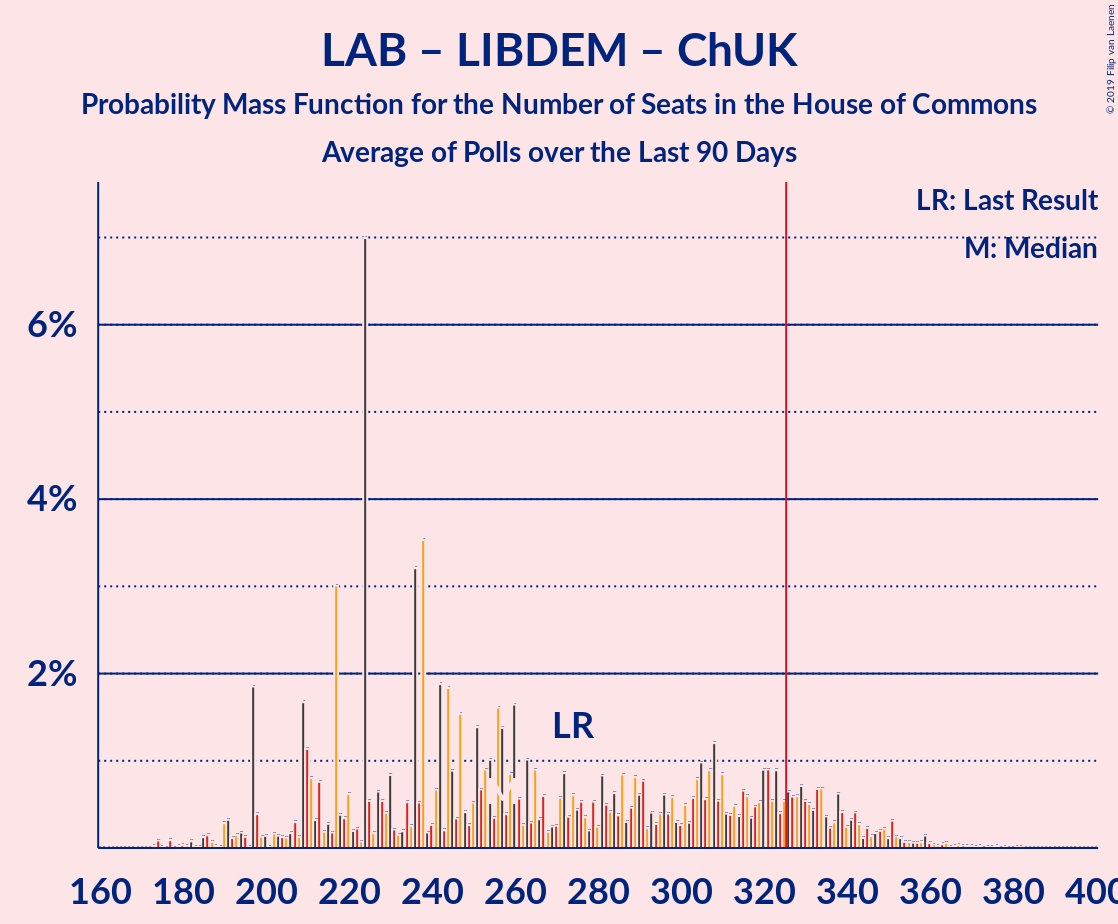 LAB – LIBDEM – ChUK
Probability Mass Function for the Number of Seats in the House of Commons
Average of Polls over the Last 90 Days
© 2019 Filip van Laenen
LR: Last Result
M: Median
6%
4%
2%
LR
160 180 200 220 240 260 280 300 320 340 360 380 400